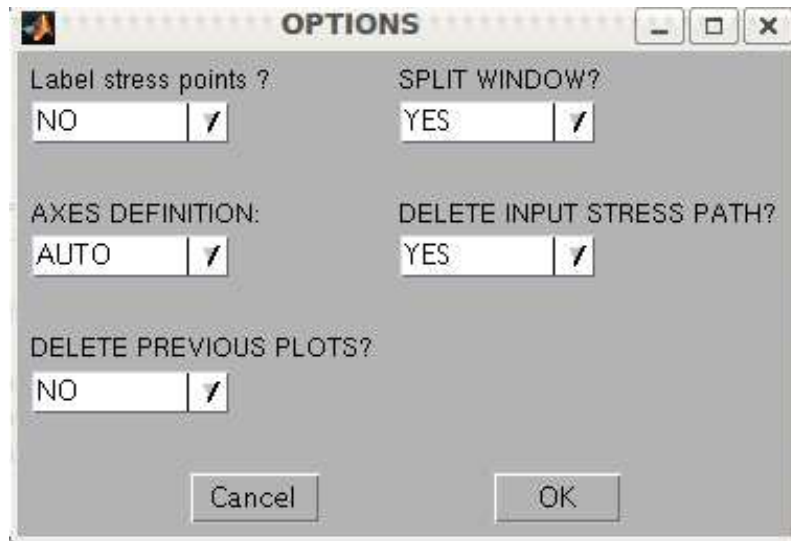 OPTIONS
Label stress points ?
SPLIT WINDOW?
NO
YES
AXES DEFINITION:
DELETE INPUT STRESS PATH?
AUTO
YES
DELETE PREVIOUS PLOTS?
NO
Cancel
OK